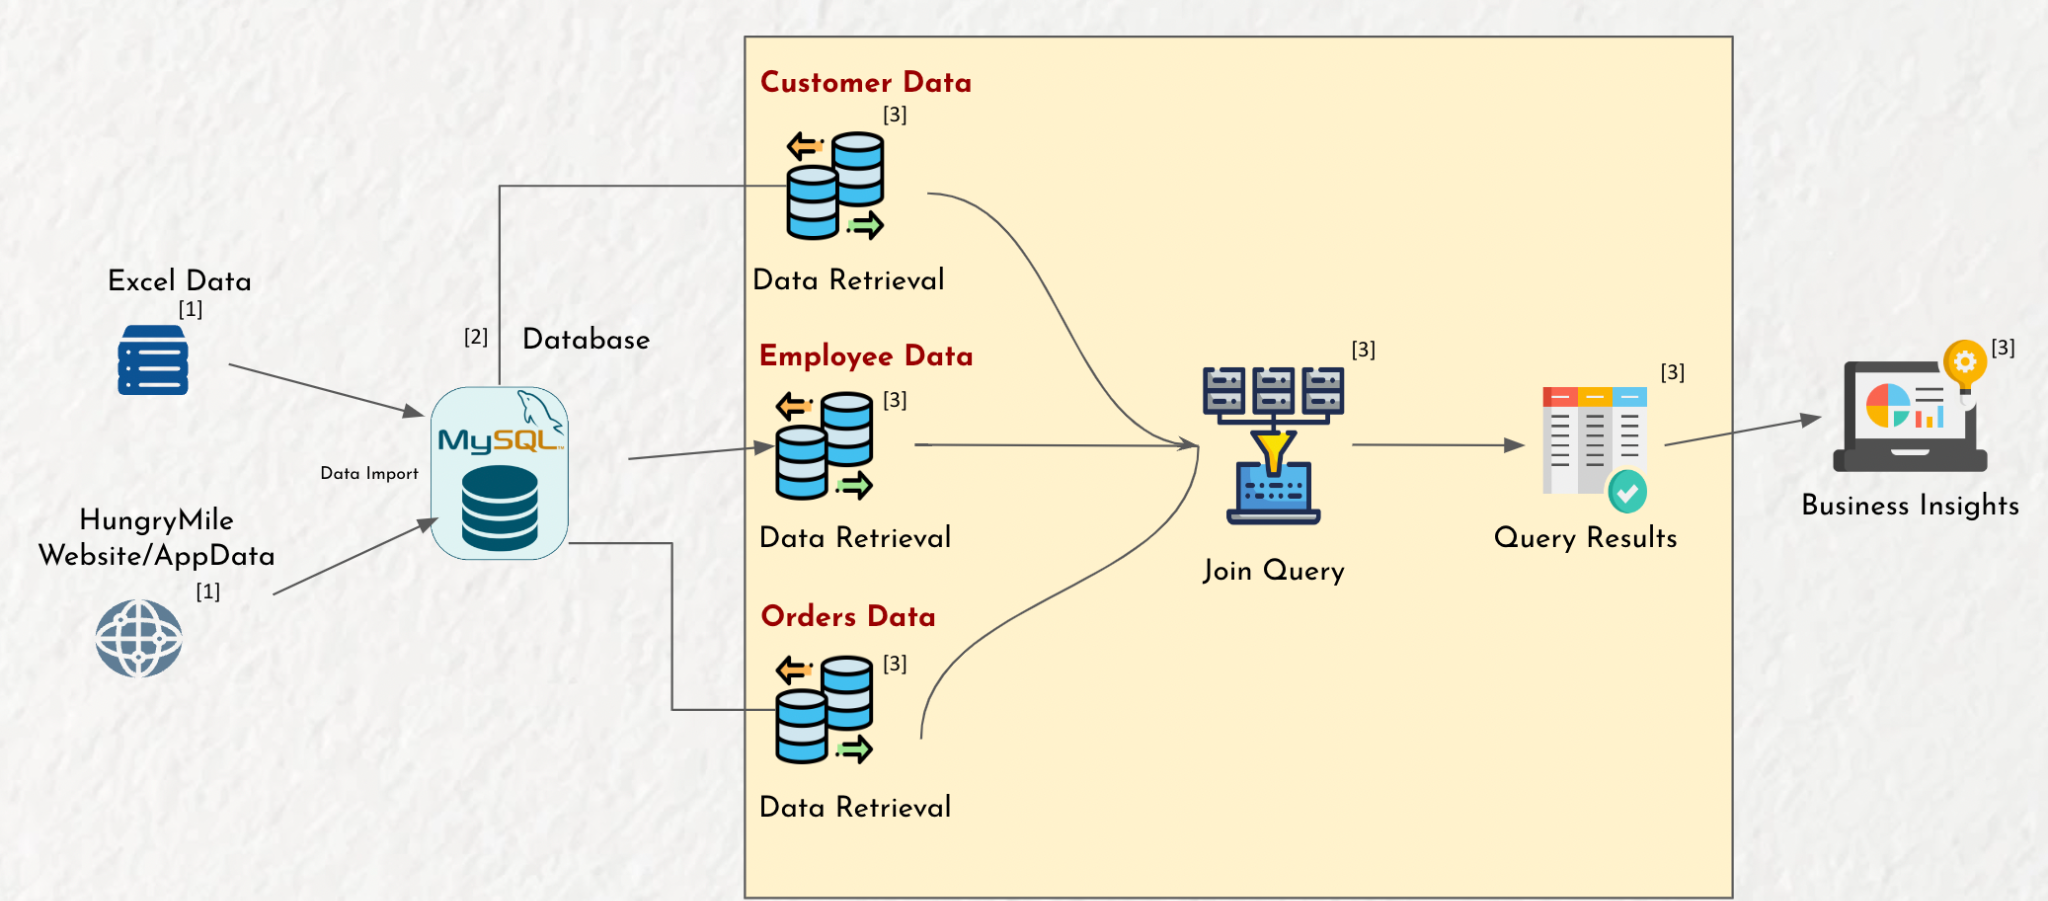 Customer Data
[3]
Data Retrieval
Excel Data
[1]
[2]
Database
MySQL
TM
Data Import
HungryMile
Website/AppData
[1]
Employee Data
[3]
Data Retrieval
Orders Data
[3]
Data Retrieval
[3]
Join Query
[3]
Query Results
[3]
Business Insights